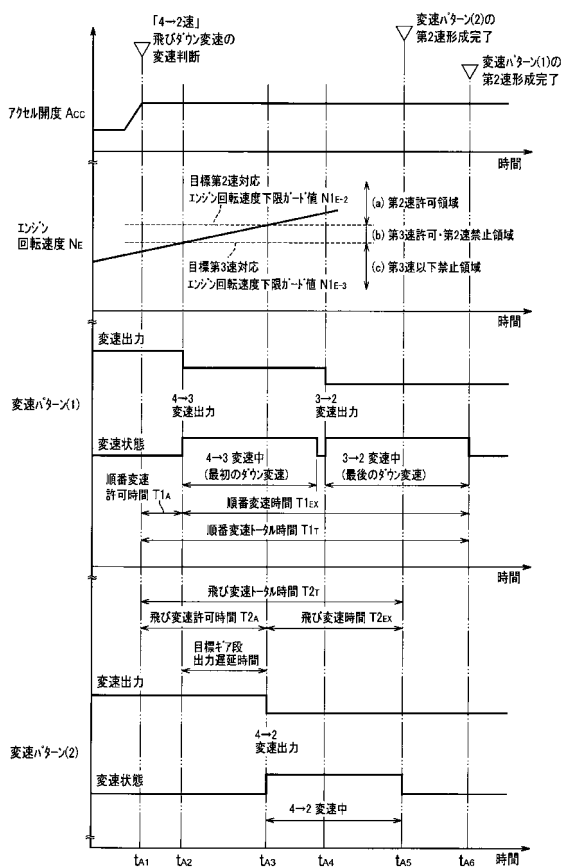 「4→2速」
飛びダウン変速の
変速判断
変速パターン(2)の
第2速形成完了
変速パターン(1)の
第2速形成完了
アクセル開度 ACC
時間
目標第2速対応
エンジン回転速度下限ガード値 N1E-2
(a) 第2速許可領域
エンジン
回転速度 NE
(b) 第3速許可・第2速禁止領域
目標第3速対応
エンジン回転速度下限ガード値 N1E-3
(c) 第3速以下禁止領域
時間
変速出力
変速パターン(1)
4→3
変速出力
3→2
変速出力
変速状態
4→3 変速中
(最初のダウン変速)
3→2 変速中
(最後のダウン変速)
順番変速
許可時間 T1A
順番変速時間 T1EX
順番変速トータル時間 T1T
時間
飛び変速トータル時間 T2T
飛び変速許可時間 T2A
飛び変速時間 T2EX
目標ギア段
出力遅延時間
変速出力
変速パターン(2)
4→2
変速出力
変速状態
4→2 変速中
時間
tA1 tA2 tA3 tA4 tA5 tA6